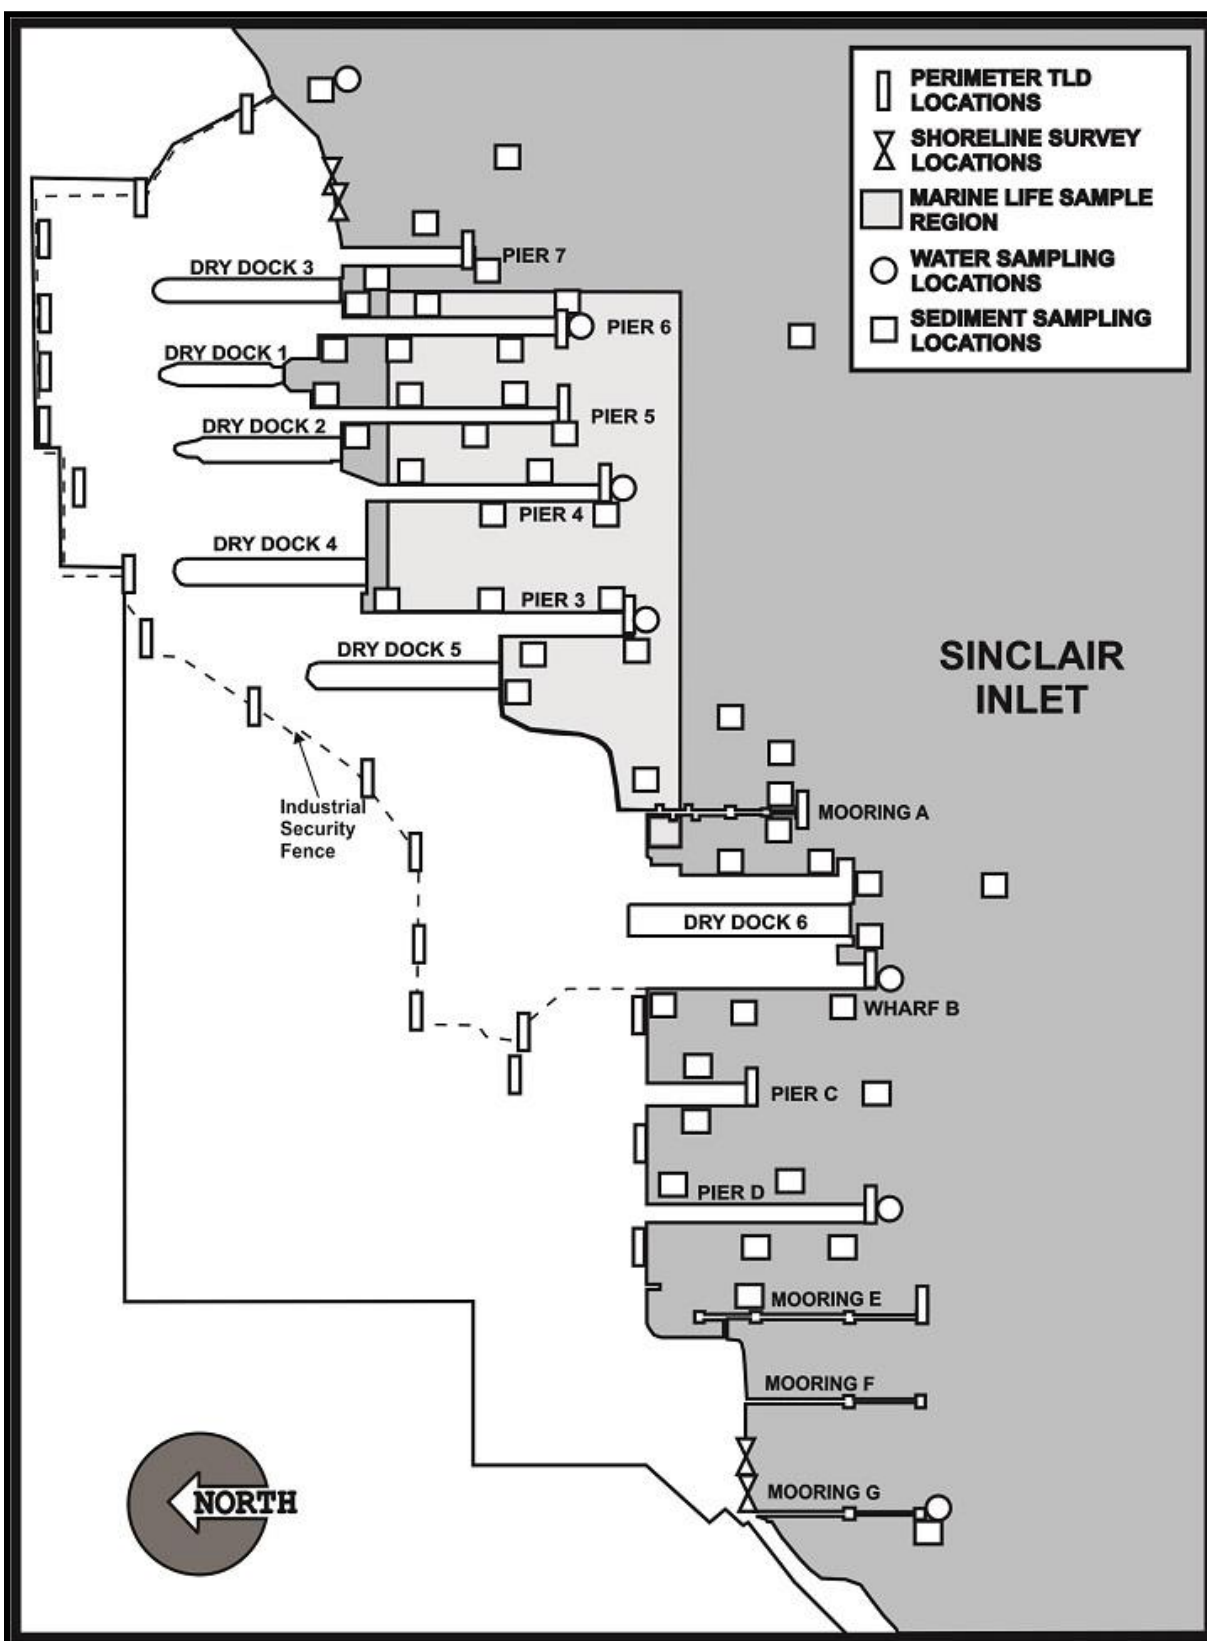 PERIMETER TLD
LOCATIONS
SHORELINE SURVEY
LOCATIONS
MARINE LIFE SAMPLE
REGION
WATER SAMPLING
LOCATIONS
SEDIMENT SAMPLING
LOCATIONS
PIER 7
DRY DOCK 3
PIER 6
DRY DOCK 1
PIER 5
DRY DOCK 2
PIER 4
DRY DOCK 4
PIER 3
DRY DOCK 5
SINCLAIR
INLET
Industrial
Security
Fence
MOORING A
DRY DOCK 6
WHARF B
PIER C
PIER D
MOORING E
MOORING F
MOORING G
NORTH